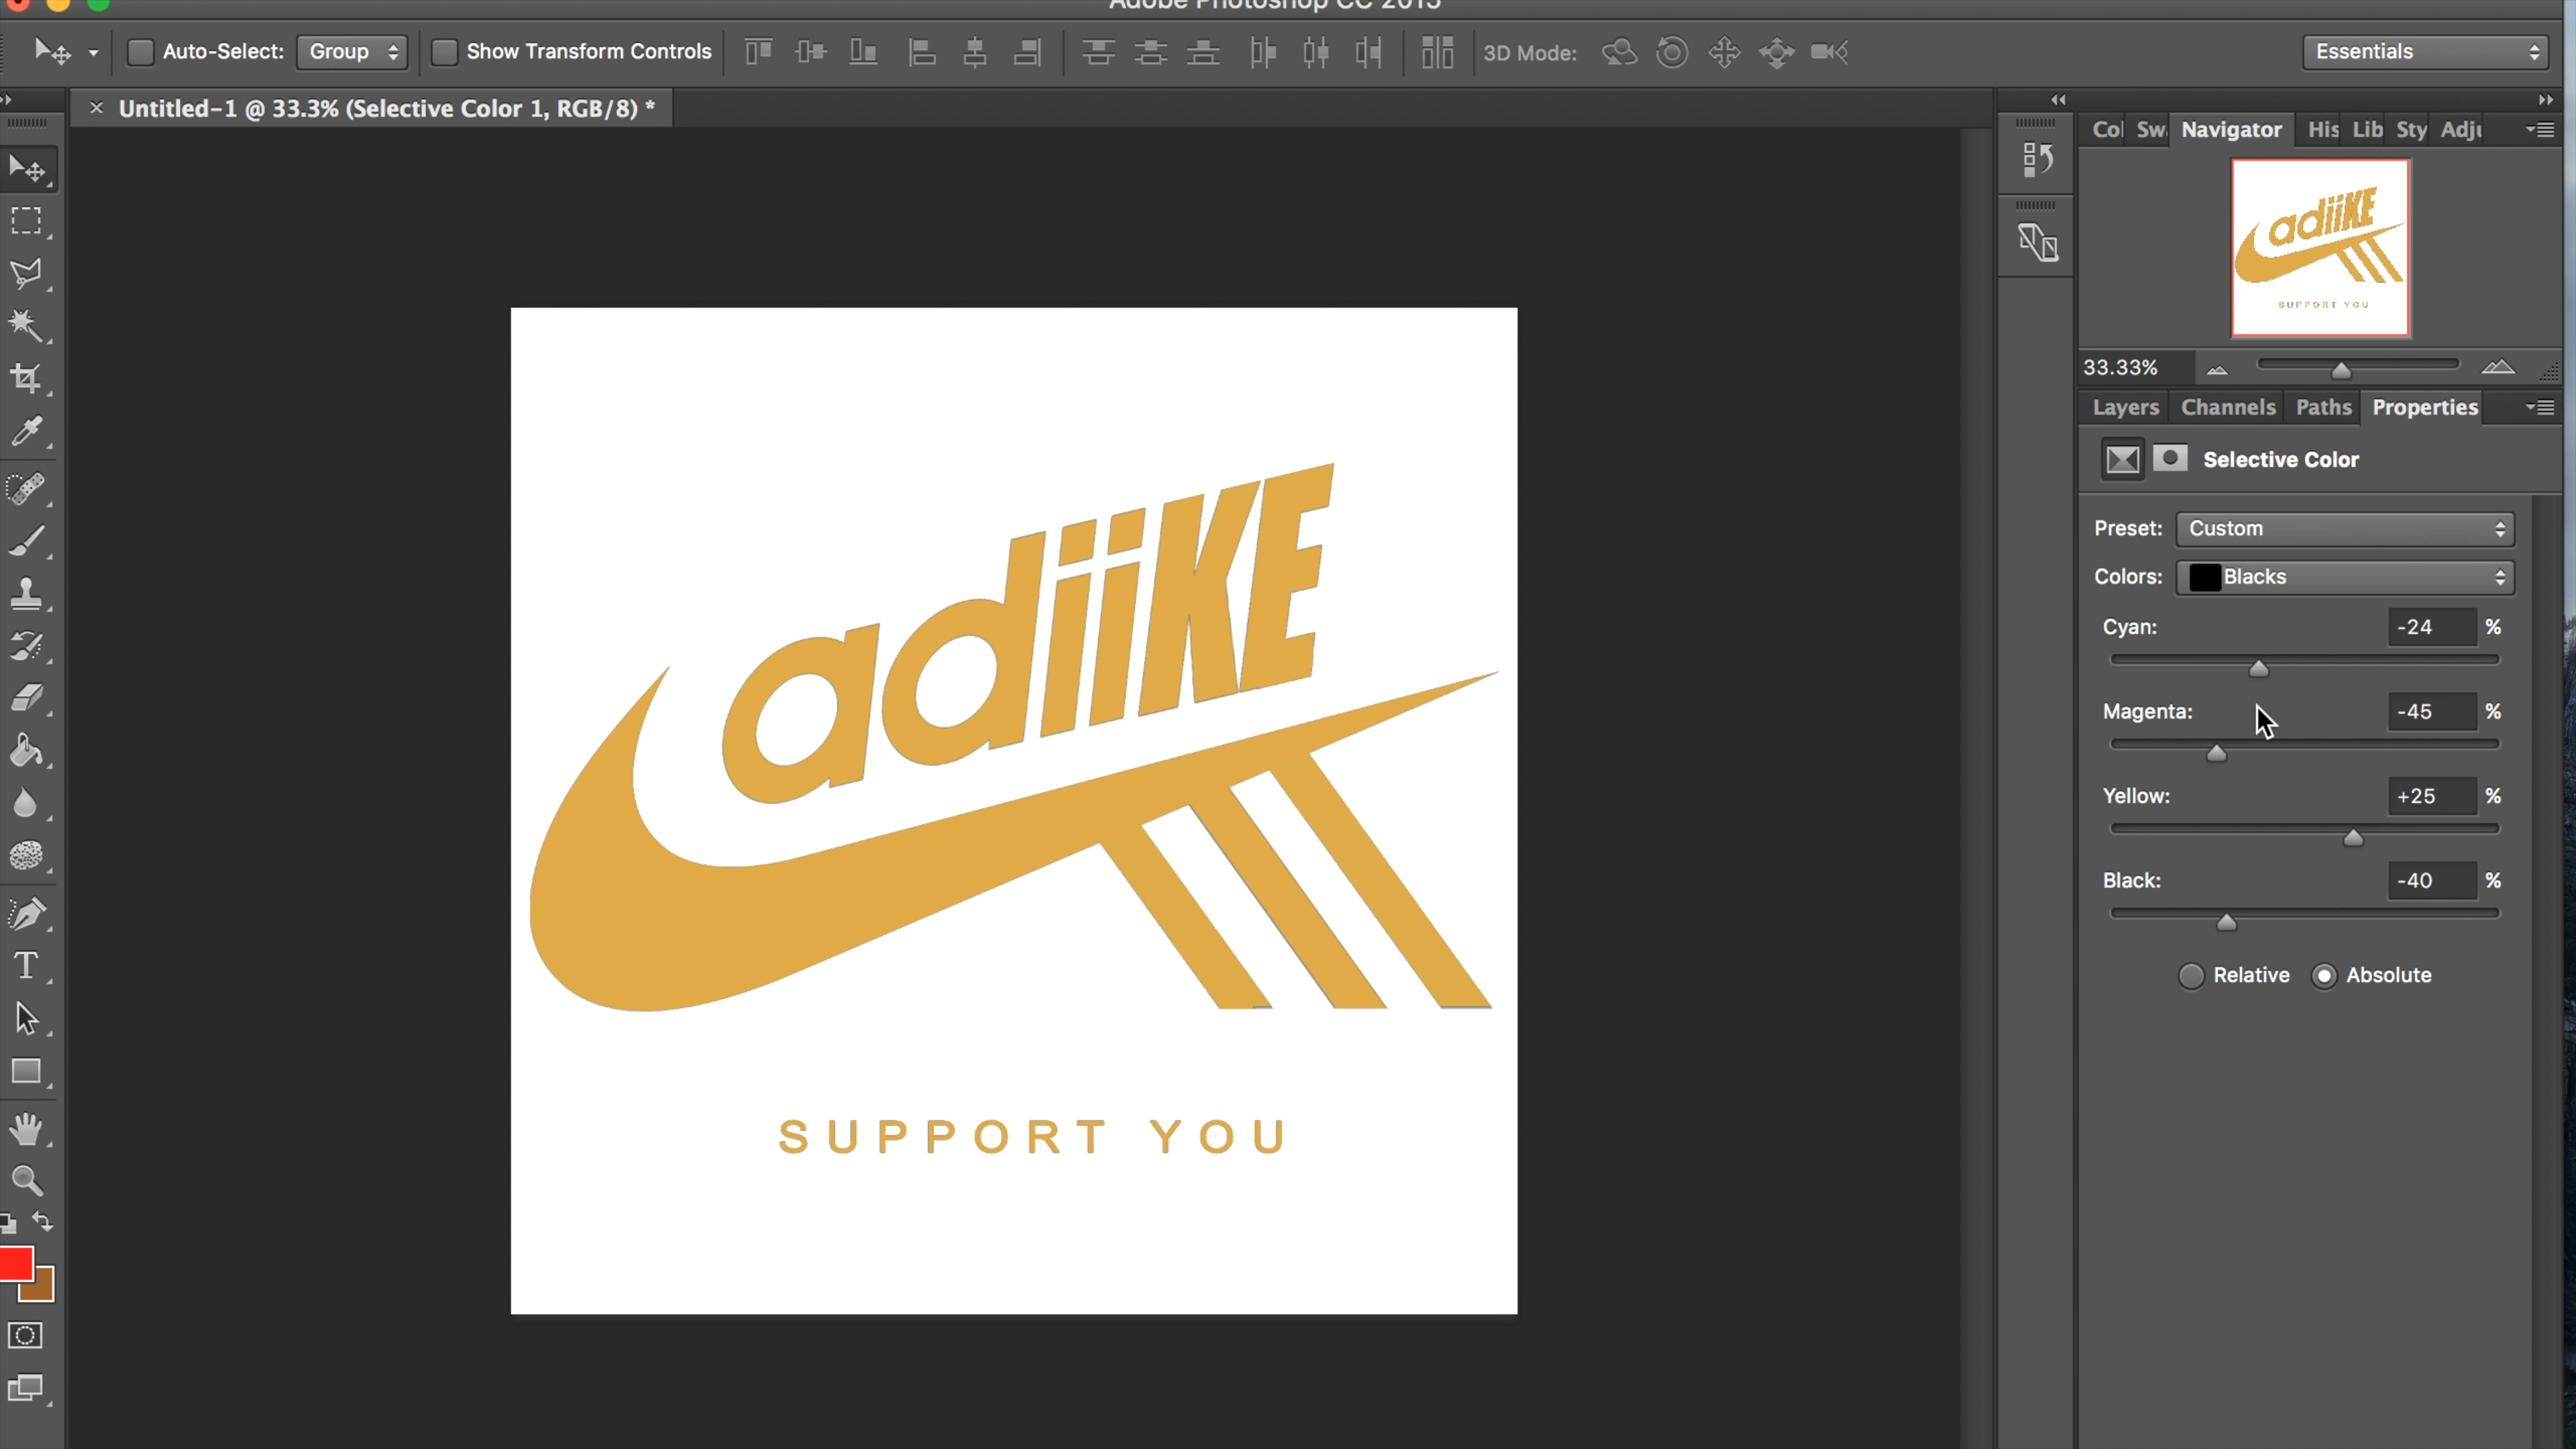 Adobe Photoshop CC 2015
Auto-Select: Group Show Transform Controls 3D Mode: Essentials
× Untitled-1 @ 33.3% (Selective Color 1, RGB/8) *
Col Sw Navigator His Lib Sty Adju
adiiKE
SUPPORT YOU
33.33%
Layers Channels Paths Properties
Selective Color
Preset: Custom
Colors: Blacks
Cyan: -24 %
Magenta: -45 %
Yellow: +25 %
Black: -40 %
Relative Absolute
adiiKE
SUPPORT YOU